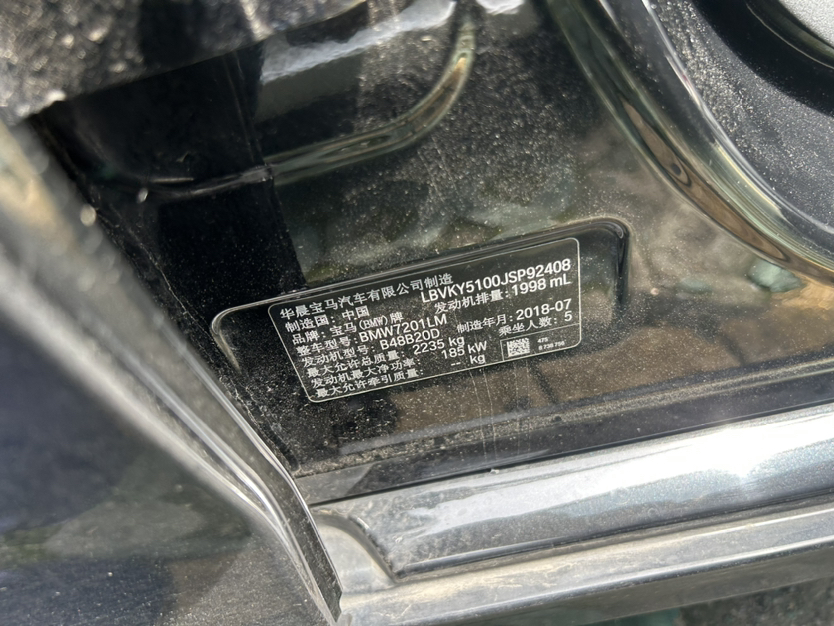 华晨宝马汽车有限公司制造
制造国: 中国 LBVKY5100JSP92408
品牌: 宝马(BMW)牌 发动机排量: 1998 mL
整车型号: BMW7201LM
发动机型号: B48B20D 制造年月: 2018-07
最大允许总质量: 2235 kg 乘坐人数: 5
发动机最大净功率: 185 kW
最大允许牵引质量: -- kg
475